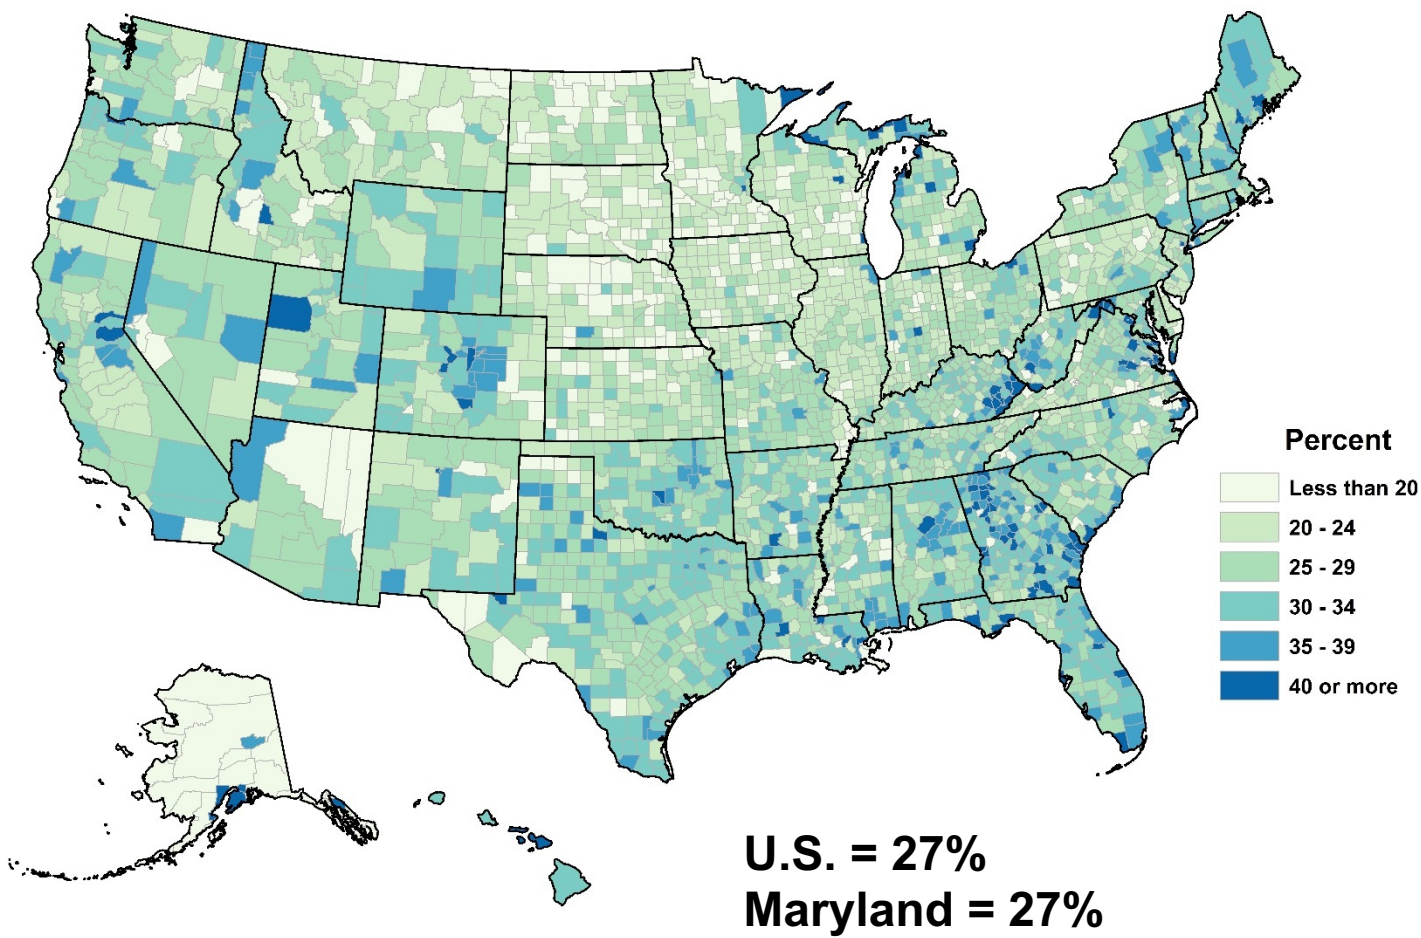 Percent
Less than 20
20 - 24
25 - 29
30 - 34
35 - 39
40 or more
U.S. = 27%
Maryland = 27%